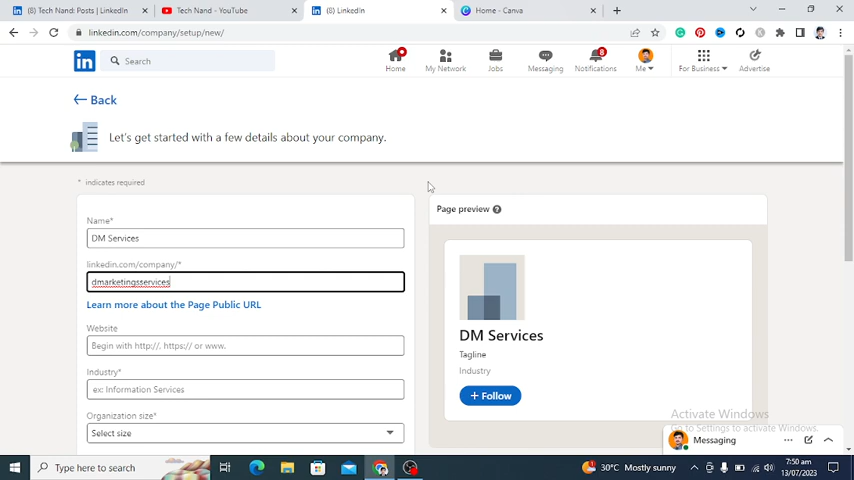 (8) Tech Nand: Posts | LinkedIn
Tech Nand - YouTube
(8) LinkedIn
Home - Canva
linkedin.com/company/setup/new/
in
Search
Home
My Network
Jobs
Messaging
8
Notifications
Me
For Business
Advertise
Back
Let's get started with a few details about your company.
* indicates required
Name*
DM Services
linkedin.com/company/*
dmarketingsservices
Learn more about the Page Public URL
Website
Begin with http://, https:// or www.
Industry*
ex: Information Services
Organization size*
Select size
Page preview
DM Services
Tagline
Industry
+ Follow
Activate Windows
Go to Settings to activate Windows.
Messaging
Type here to search
30°C Mostly sunny
7:50 am
13/07/2023